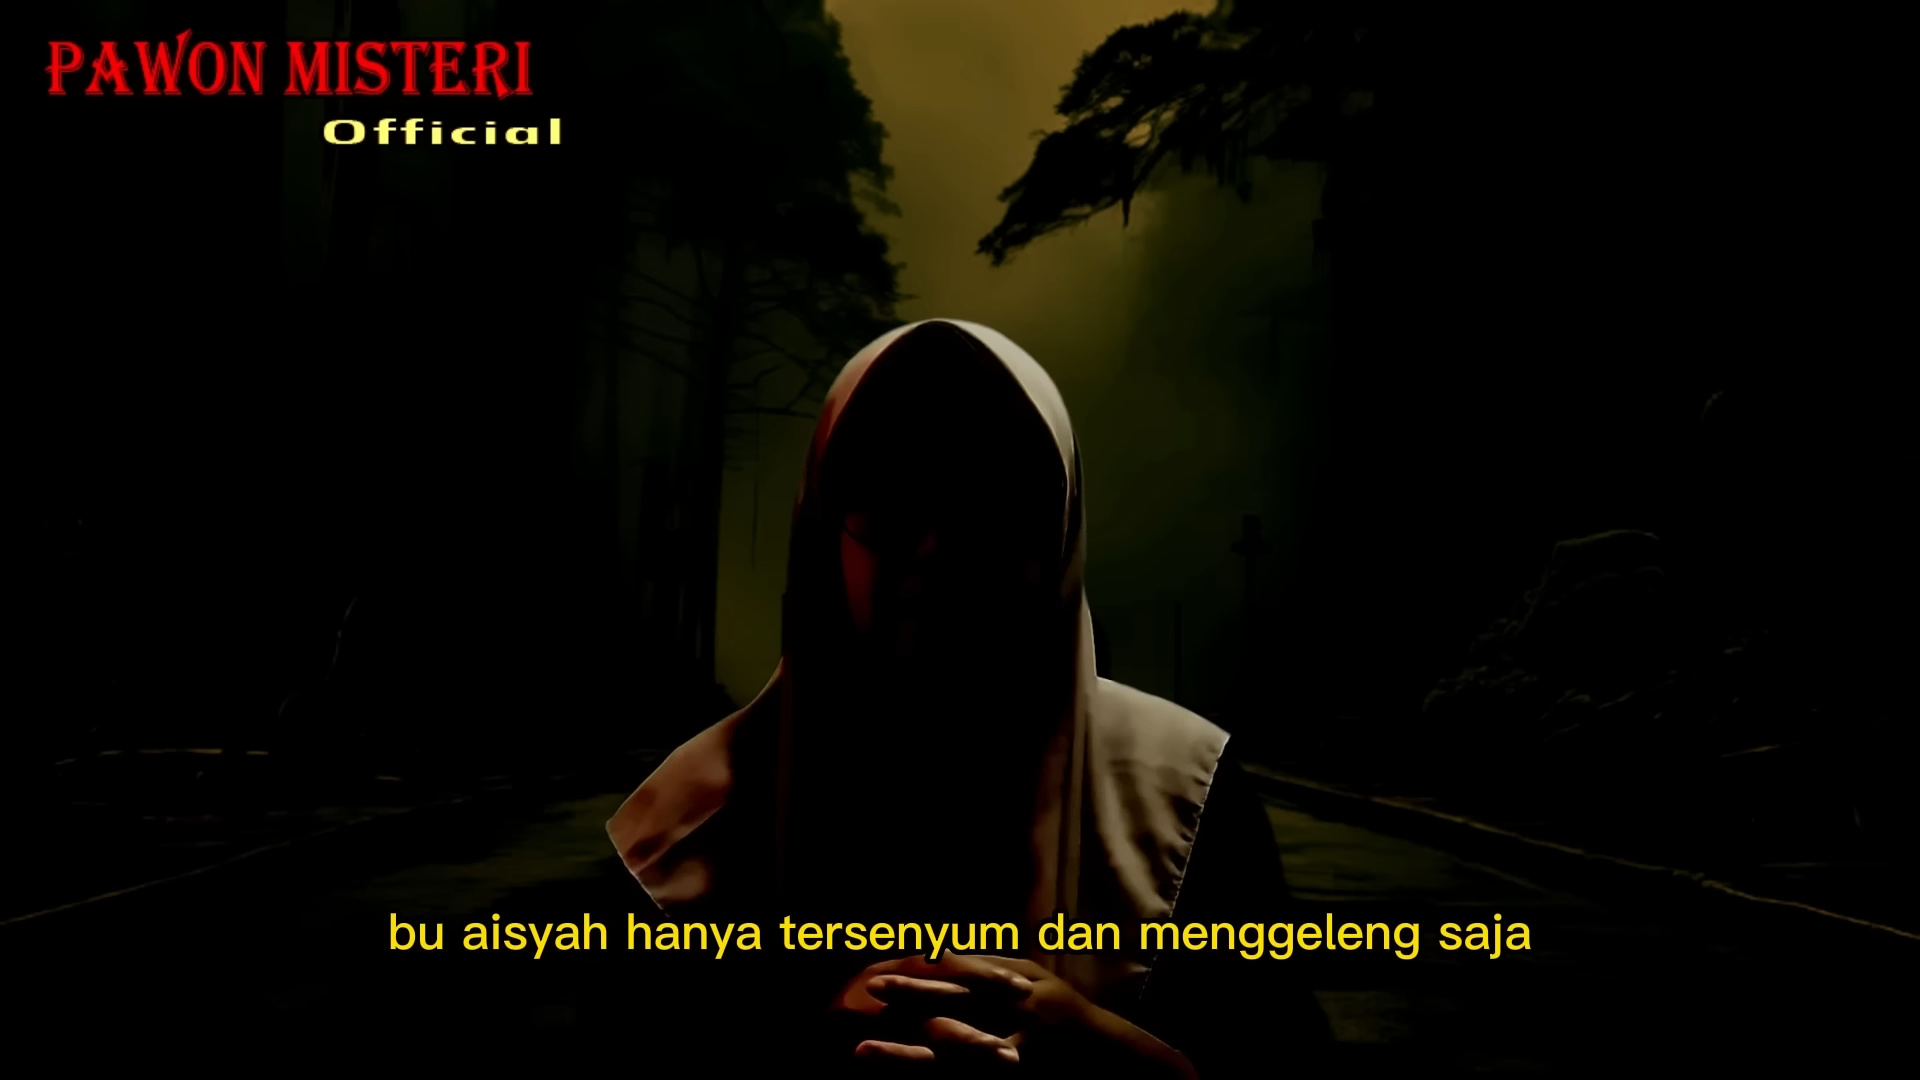 PAWON MISTERI
Official
bu aisyah hanya tersenyum dan menggeleng saja